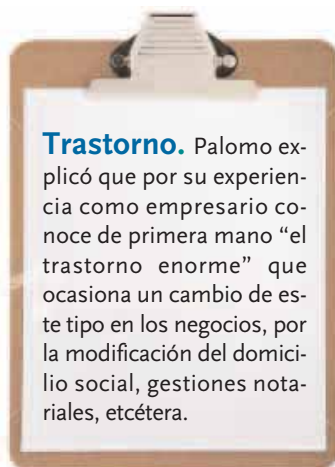 Trastorno. Palomo ex-
plicó que por su experien-
cia como empresario co-
noce de primera mano “el
trastorno enorme” que
ocasiona un cambio de es-
te tipo en los negocios, por
la modificación del domici-
lio social, gestiones nota-
riales, etcétera.